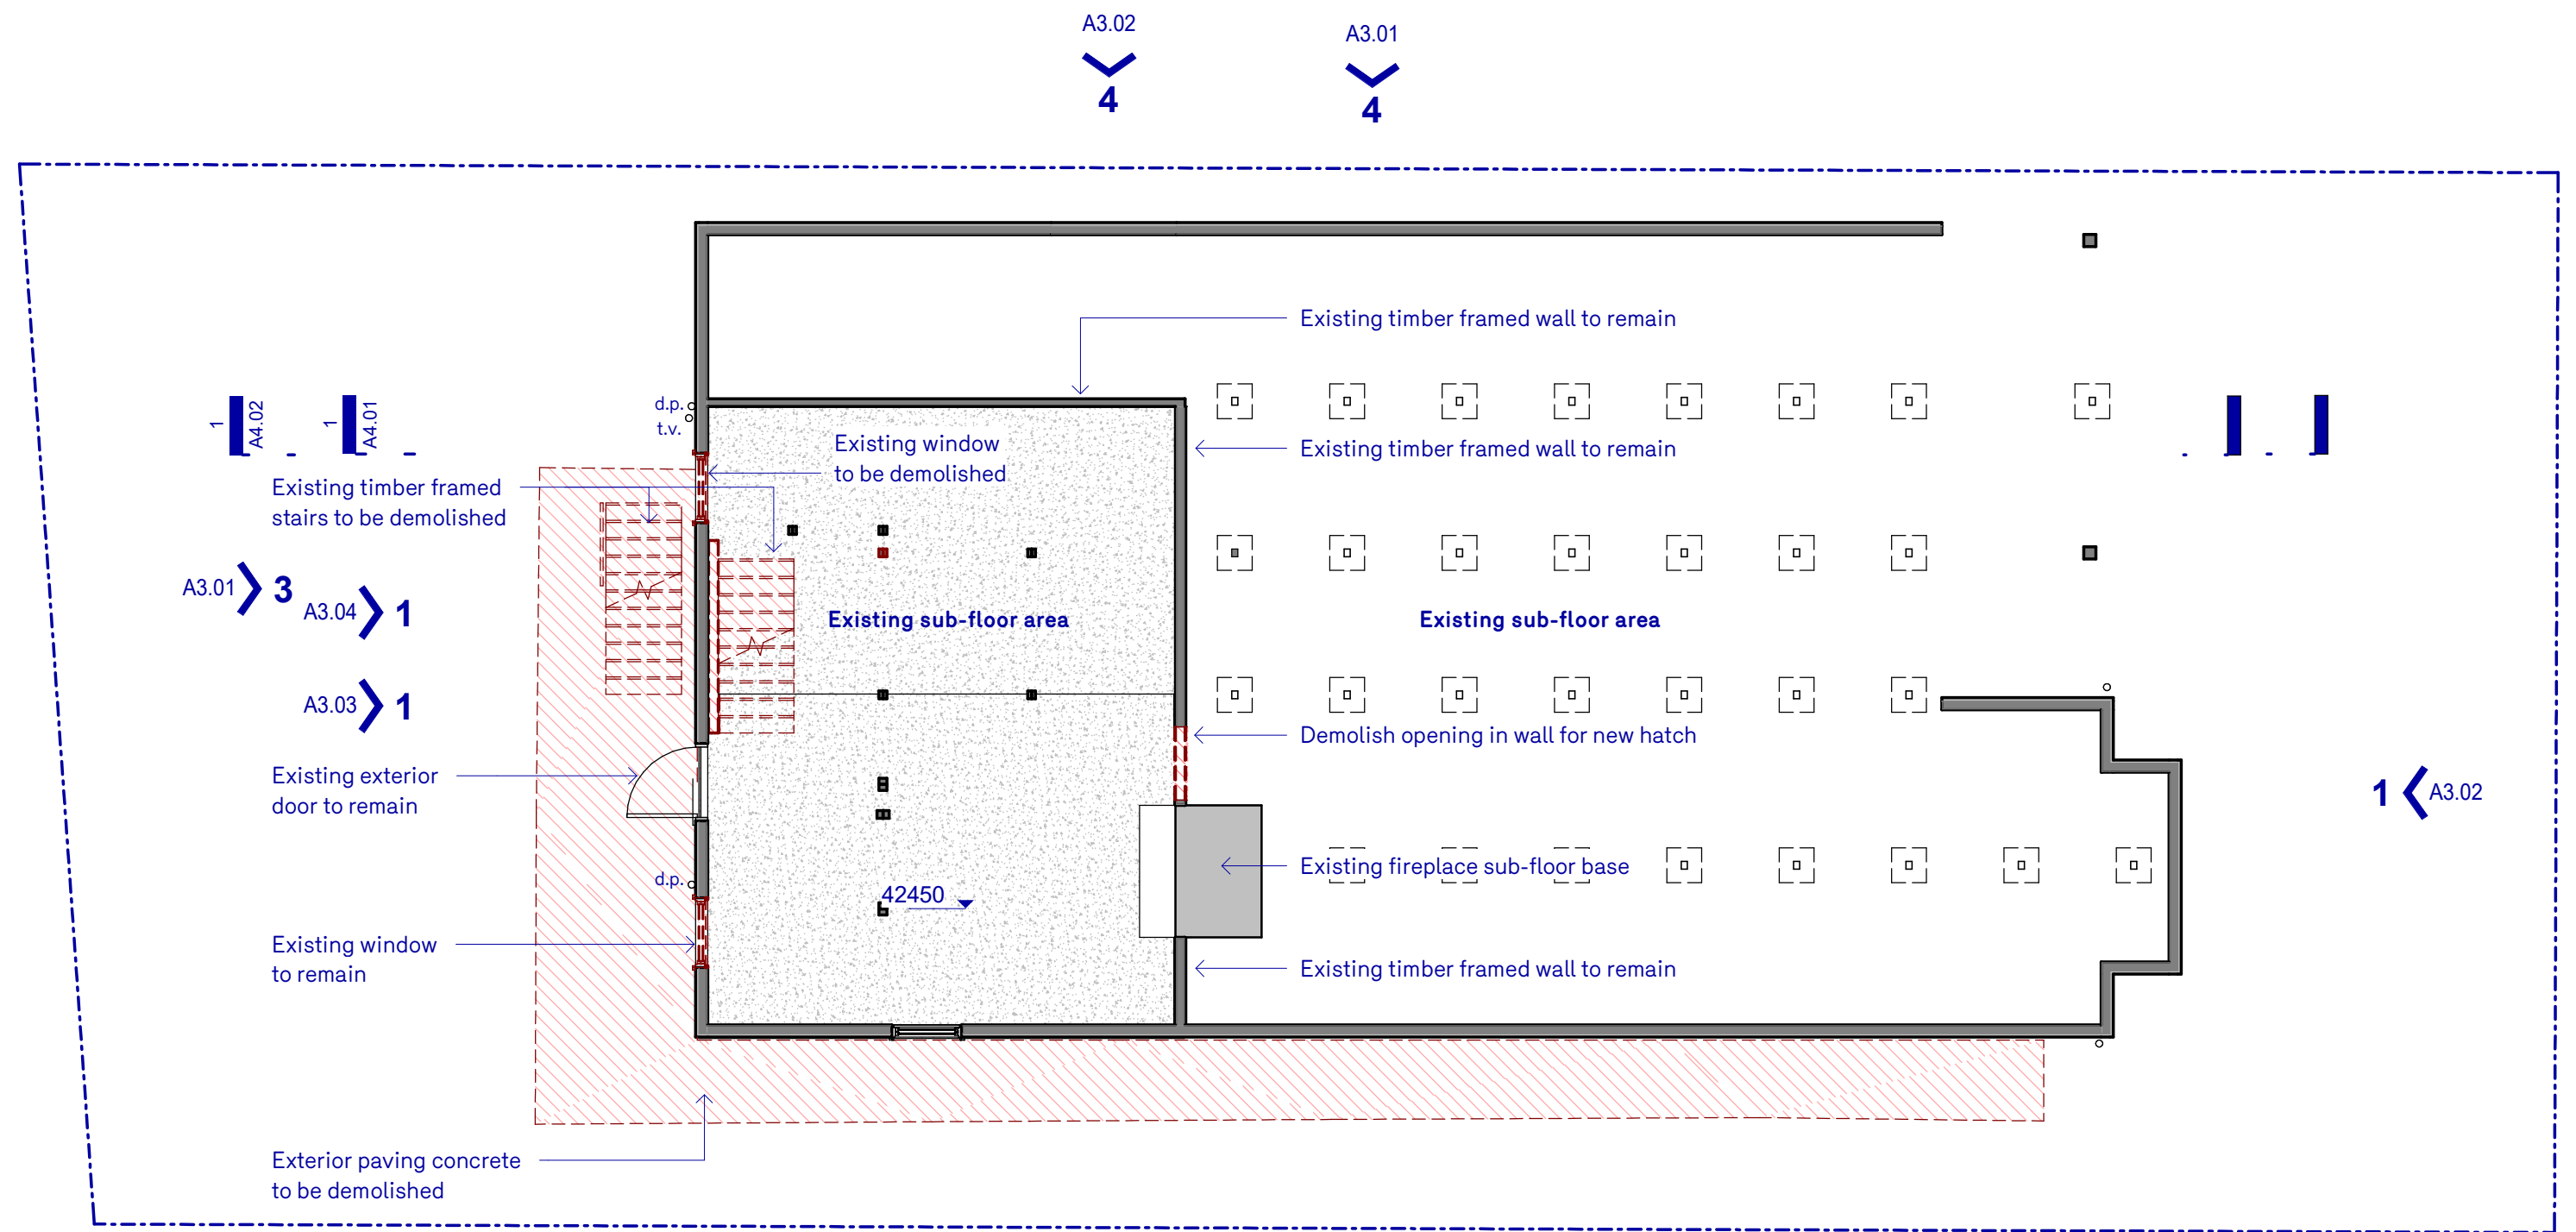 A3.02
4
A3.01
4
Existing timber framed wall to remain
d.p.
t.v.
1
A4.02
1
A4.01
Existing window
to be demolished
Existing timber framed wall to remain
Existing timber framed
stairs to be demolished
A3.01
3
A3.04
1
Existing sub-floor area
Existing sub-floor area
A3.03
1
Demolish opening in wall for new hatch
Existing exterior
door to remain
1
A3.02
d.p.
Existing fireplace sub-floor base
42450
Existing window
to remain
Existing timber framed wall to remain
Exterior paving concrete
to be demolished